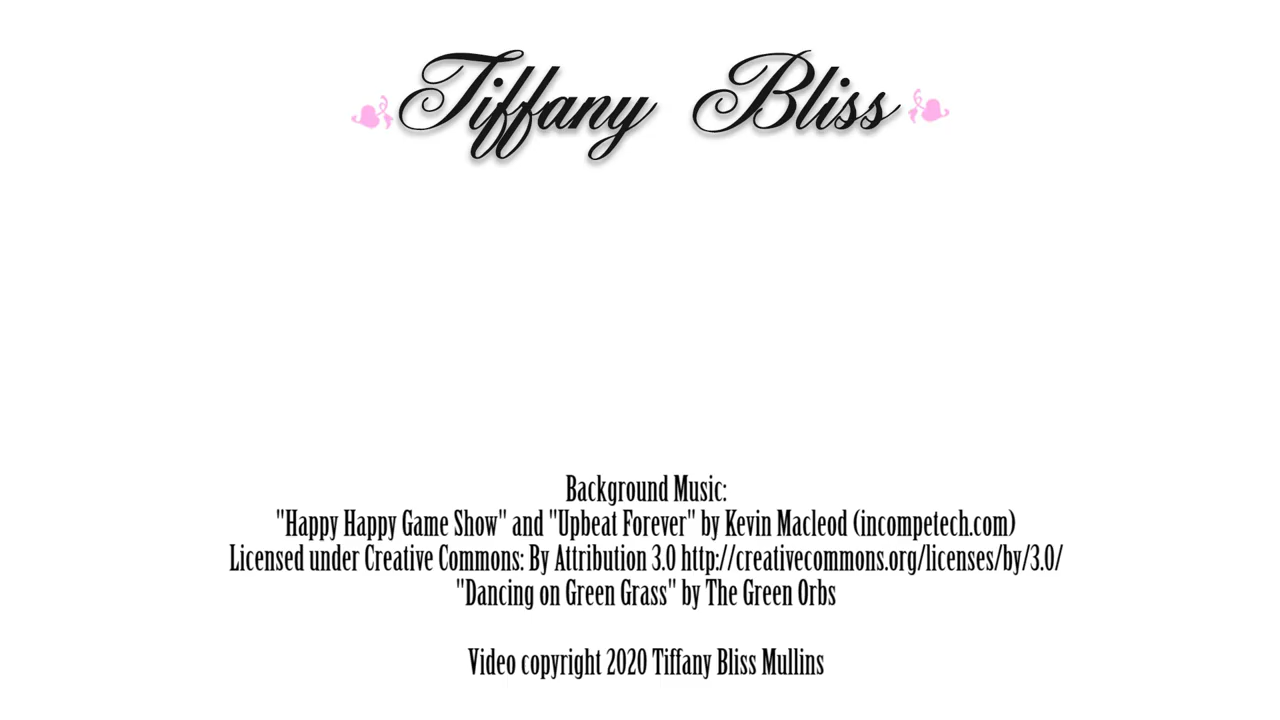 Tiffany Bliss
Background Music:
"Happy Happy Game Show" and "Upbeat Forever" by Kevin Macleod (incompetech.com)
Licensed under Creative Commons: By Attribution 3.0 http://creativecommons.org/licenses/by/3.0/
"Dancing on Green Grass" by The Green Orbs
Video copyright 2020 Tiffany Bliss Mullins